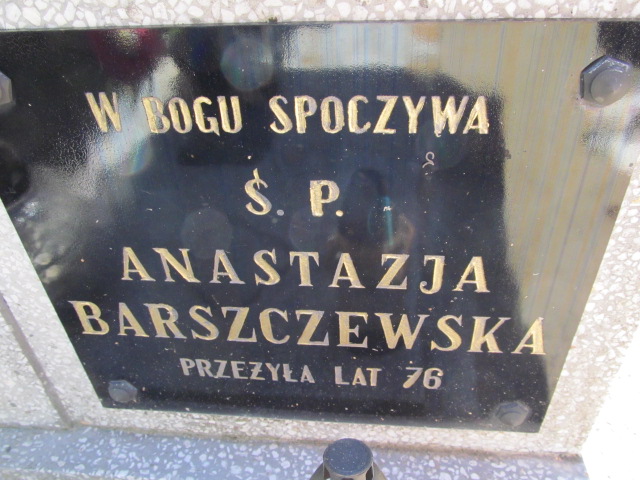 W BOGU SPOCZYWA
Ś. P.
ANASTAZJA
BARSZCZEWSKA
PRZEŻYŁA LAT 76